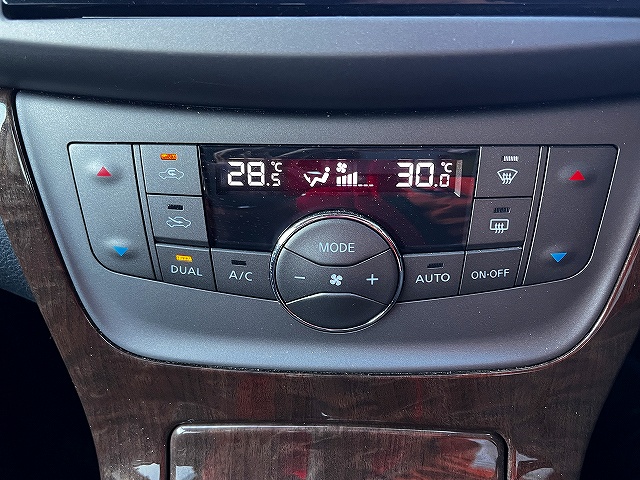 28.5°C 30.0°C
MODE
DUAL A/C - + AUTO ON·OFF